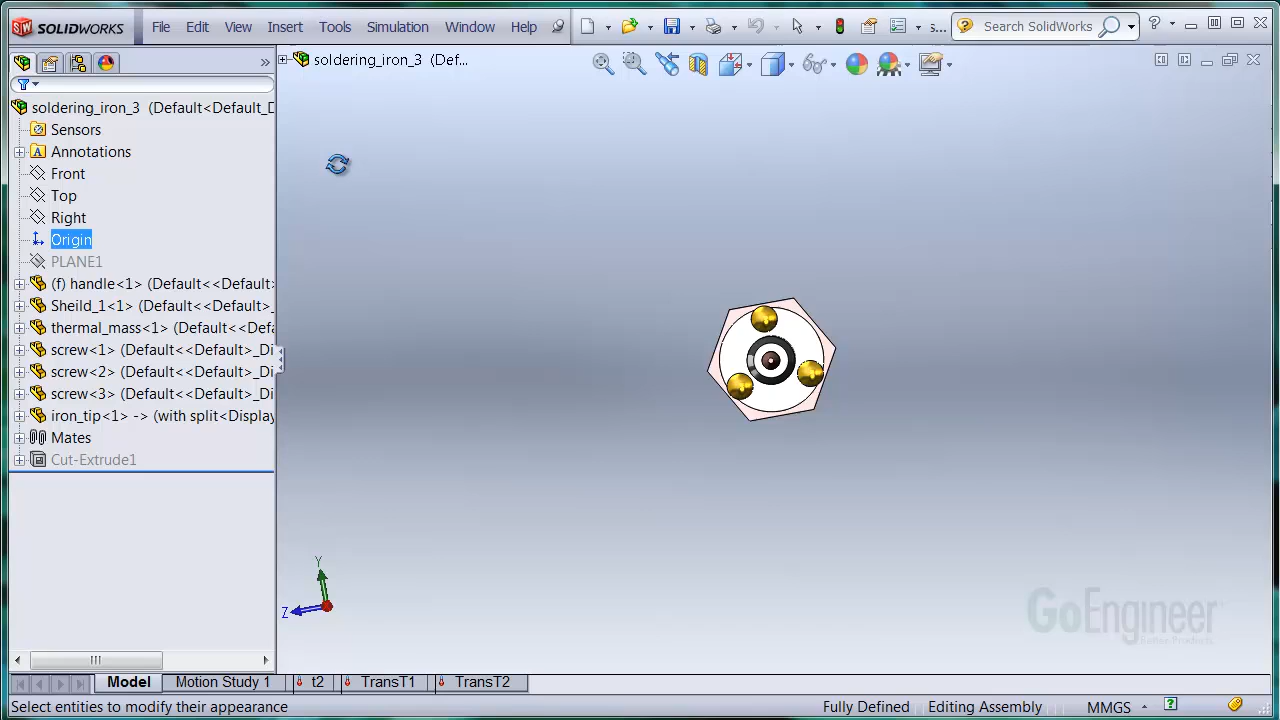 SOLIDWORKS File Edit View Insert Tools Simulation Window Help s... Search SolidWorks ?
soldering_iron_3 (Def...
soldering_iron_3 (Default<Default_D
Sensors
A Annotations
Front
Top
Right
Origin
PLANE1
(f) handle<1> (Default<<Default>
Sheild_1<1> (Default<<Default>_
thermal_mass<1> (Default<<Defa
screw<1> (Default<<Default>_Di
screw<2> (Default<<Default>_Di
screw<3> (Default<<Default>_Di
iron_tip<1> -> (with split<Display
Mates
Cut-Extrude1
Y
Z
GoEngineer
Model Motion Study 1 t2 TransT1 TransT2
Select entities to modify their appearance Fully Defined Editing Assembly MMGS ?